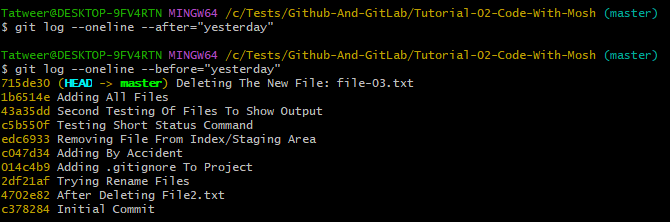 Tatweer@DESKTOP-9FV4RTN MINGW64 /c/Tests/Github-And-GitLab/Tutorial-02-Code-With-Mosh (master)
$ git log --oneline --after="yesterday"
Tatweer@DESKTOP-9FV4RTN MINGW64 /c/Tests/Github-And-GitLab/Tutorial-02-Code-With-Mosh (master)
$ git log --oneline --before="yesterday"
715de30 (HEAD -> master) Deleting The New File: file-03.txt
1b6514e Adding All Files
43a35dd Second Testing Of Files To Show Output
c5b550f Testing Short Status Command
edc6933 Removing File From Index/Staging Area
c047d34 Adding By Accident
014c4b9 Adding .gitignore To Project
2df21af Trying Rename Files
4702e82 After Deleting File2.txt
c378284 Initial Commit